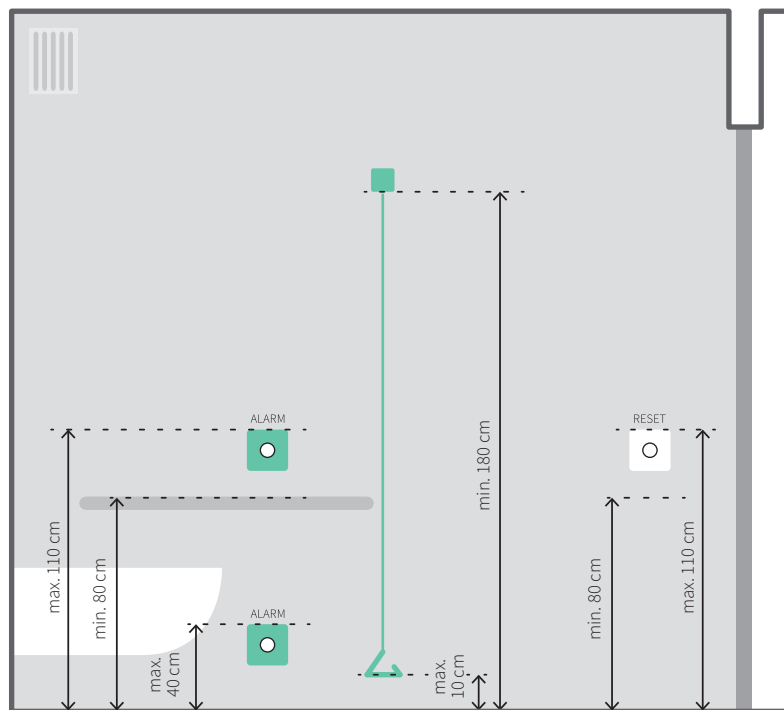 ALARM
RESET
min. 180 cm
max. 110 cm
min. 80 cm
min. 80 cm
max. 110 cm
ALARM
max.
40 cm
max.
10 cm